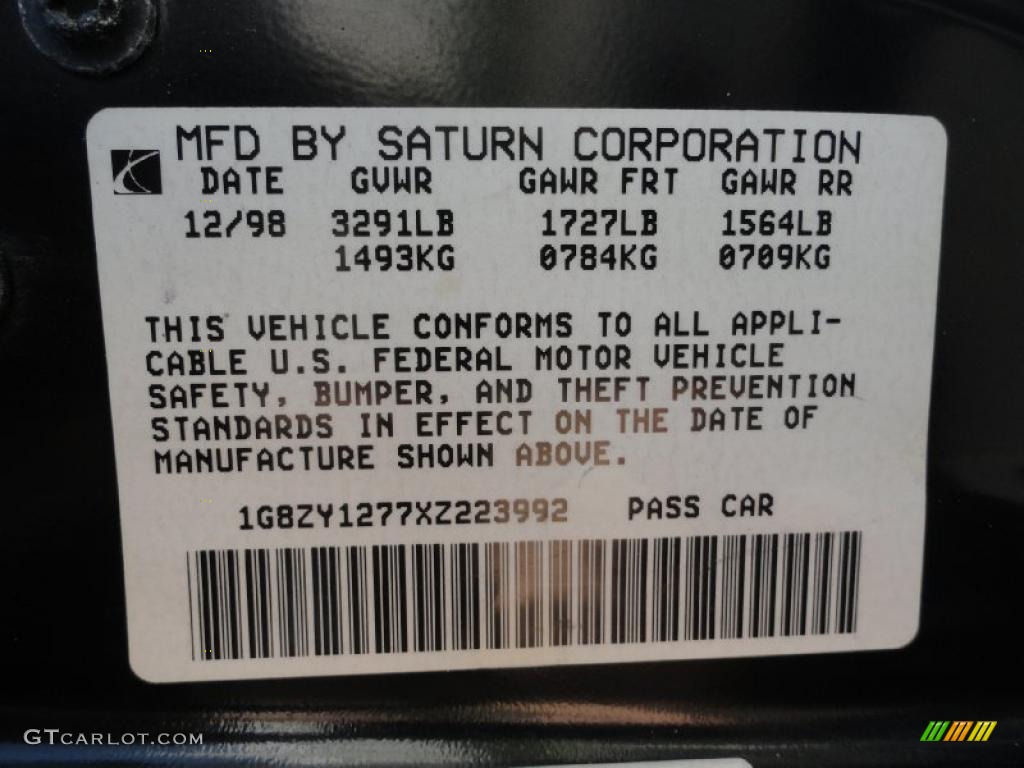 MFD BY SATURN CORPORATION
DATE GVWR GAWR FRT GAWR RR
12/98 3291LB 1727LB 1564LB
1493KG 0784KG 0709KG
THIS VEHICLE CONFORMS TO ALL APPLI-
CABLE U.S. FEDERAL MOTOR VEHICLE
SAFETY, BUMPER, AND THEFT PREVENTION
STANDARDS IN EFFECT ON THE DATE OF
MANUFACTURE SHOWN ABOVE.
1G8ZY1277XZ223992 PASS CAR
GTCARLOT.COM